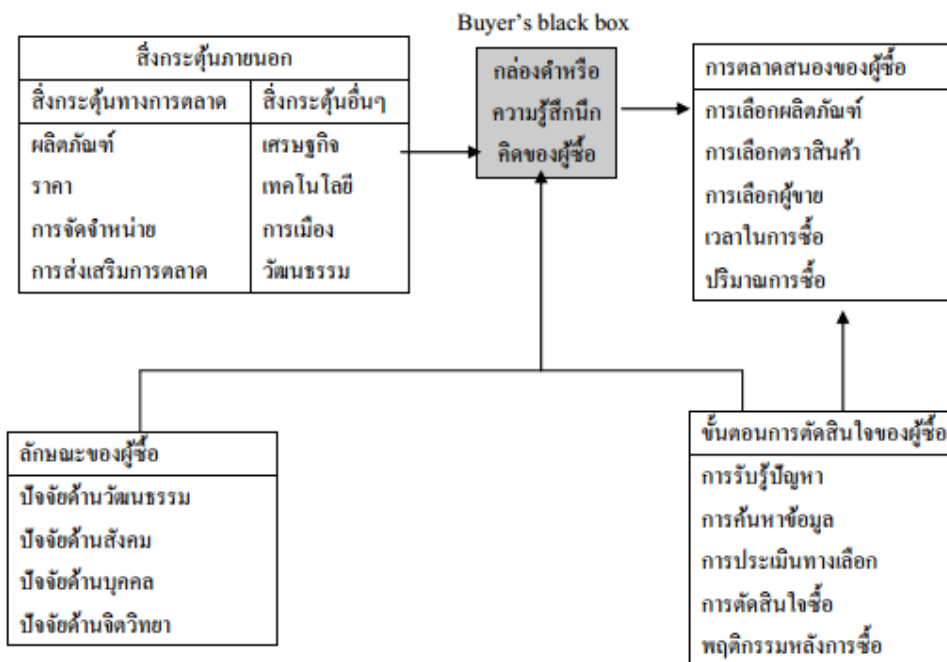 Buyer's black box
สิ่งกระตุ้นภายนอก
สิ่งกระตุ้นทางการตลาด
สิ่งกระตุ้นอื่นๆ
ผลิตภัณฑ์
เศรษฐกิจ
ราคา
เทคโนโลยี
การจัดจำหน่าย
การเมือง
การส่งเสริมการตลาด
วัฒนธรรม
กล่องดำหรือ
ความรู้สึกนึก
คิดของผู้ซื้อ
การตลาดสนองของผู้ซื้อ
การเลือกผลิตภัณฑ์
การเลือกตราสินค้า
การเลือกผู้ขาย
เวลาในการซื้อ
ปริมาณการซื้อ
ลักษณะของผู้ซื้อ
ปัจจัยด้านวัฒนธรรม
ปัจจัยด้านสังคม
ปัจจัยด้านบุคคล
ปัจจัยด้านจิตวิทยา
ขั้นตอนการตัดสินใจของผู้ซื้อ
การรับรู้ปัญหา
การค้นหาข้อมูล
การประเมินทางเลือก
การตัดสินใจซื้อ
พฤติกรรมหลังการซื้อ